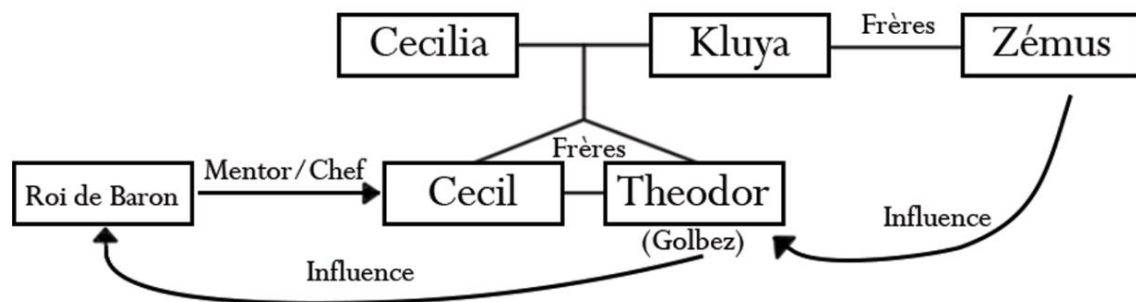 Cecilia
Kluya
Frères
Zémus
Frères
Roi de Baron
Mentor/Chef
Cecil
Theodor
(Golbez)
Influence
Influence